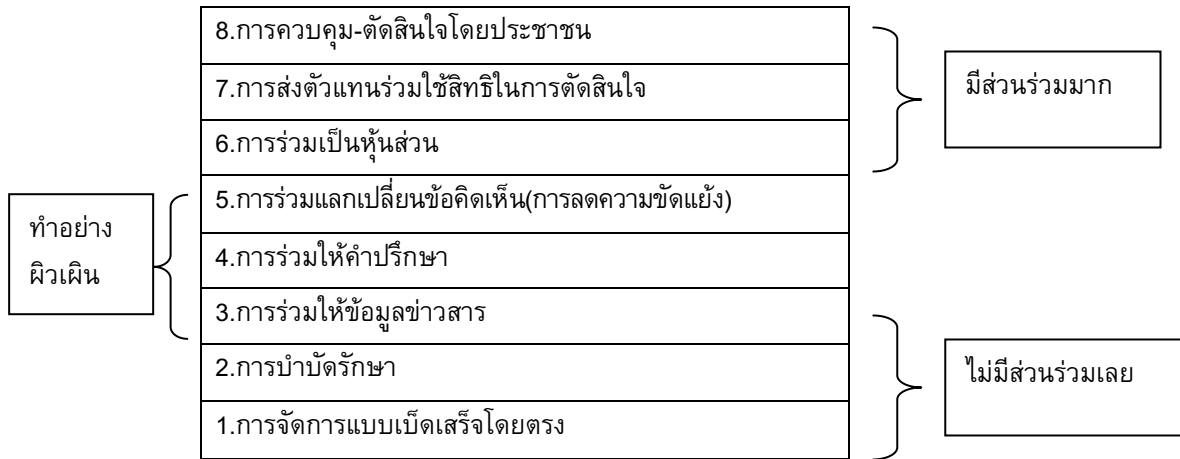 8.การควบคุม-ตัดสินใจโดยประชาชน
7.การส่งตัวแทนร่วมใช้สิทธิในการตัดสินใจ
6.การร่วมเป็นหุ้นส่วน
5.การร่วมแลกเปลี่ยนข้อคิดเห็น(การลดความขัดแย้ง)
4.การร่วมให้คำปรึกษา
3.การร่วมให้ข้อมูลข่าวสาร
2.การบำบัดรักษา
1.การจัดการแบบเบ็ดเสร็จโดยตรง
มีส่วนร่วมมาก
ทำอย่าง
ผิวเผิน
ไม่มีส่วนร่วมเลย